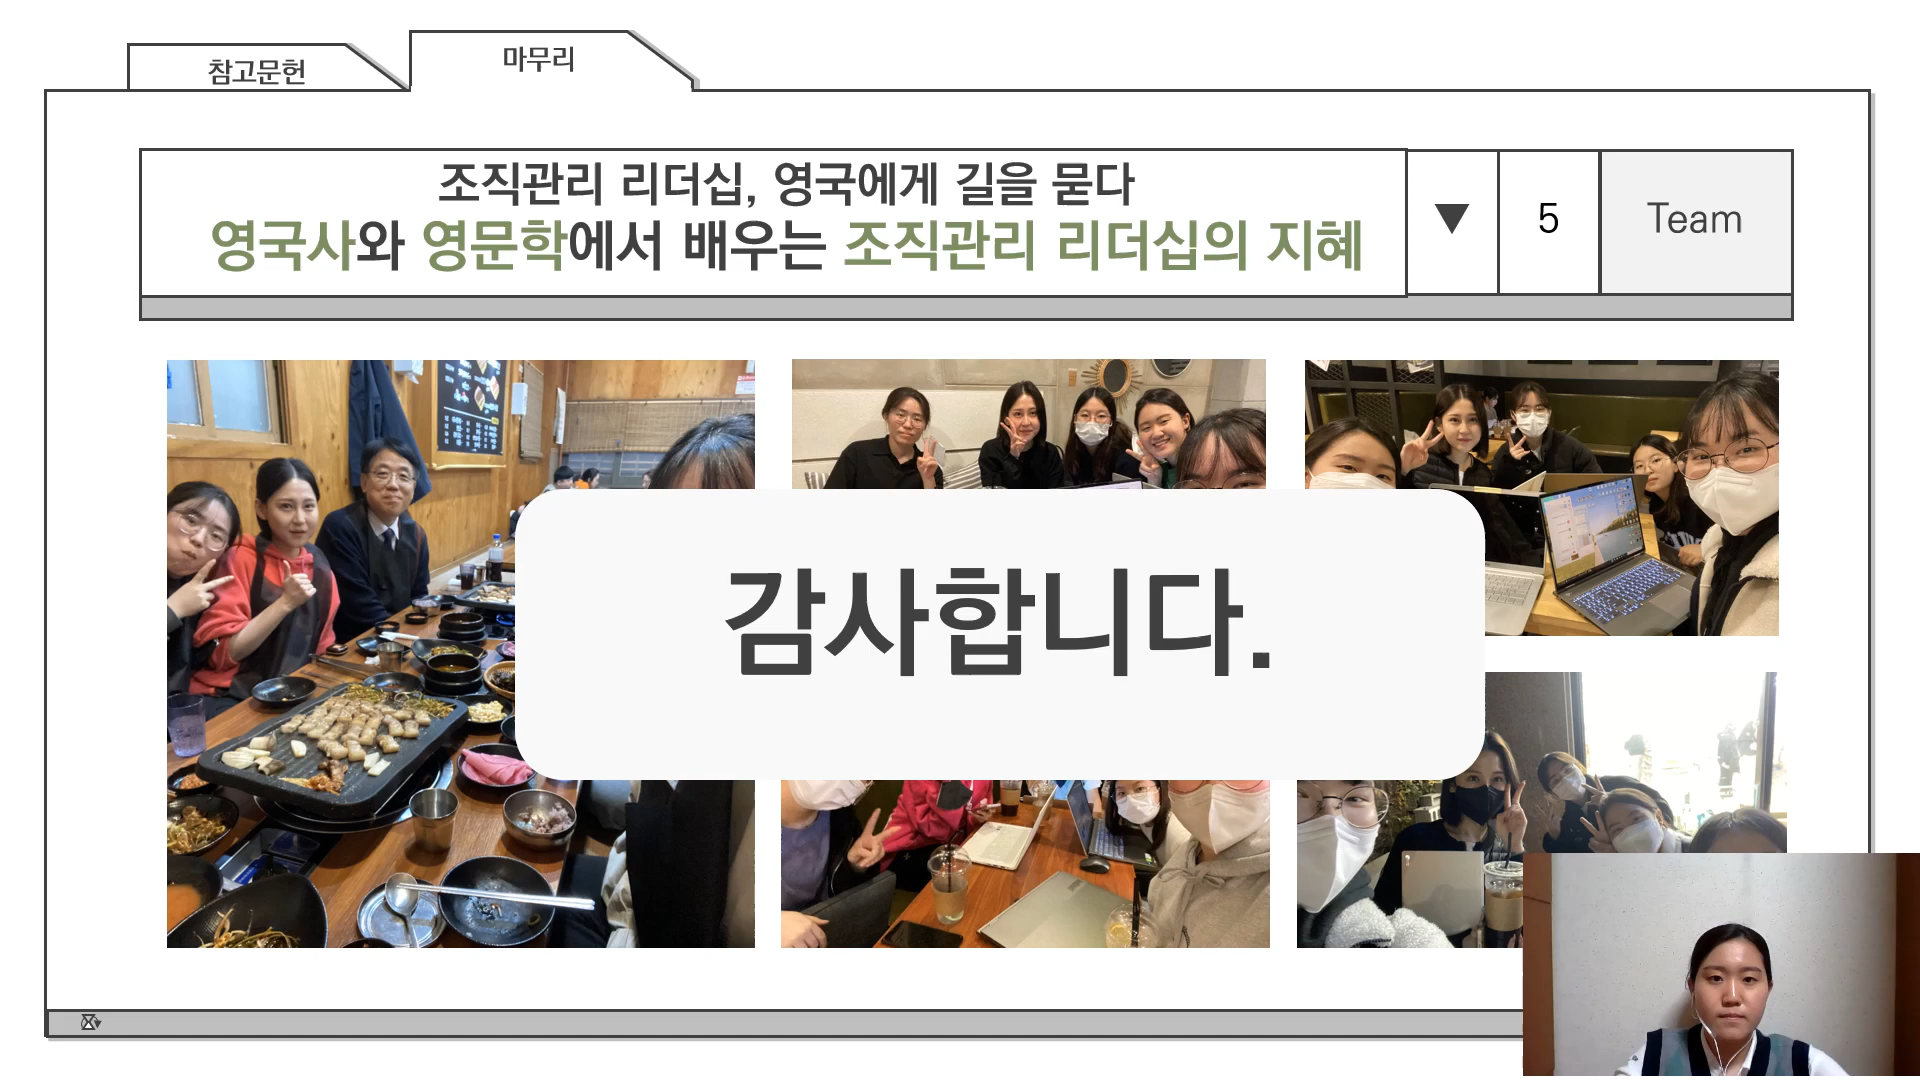 참고문헌
마무리
조직관리 리더십, 영국에게 길을 묻다
영국사와 영문학에서 배우는 조직관리 리더십의 지혜
▼
5
Team
감사합니다.